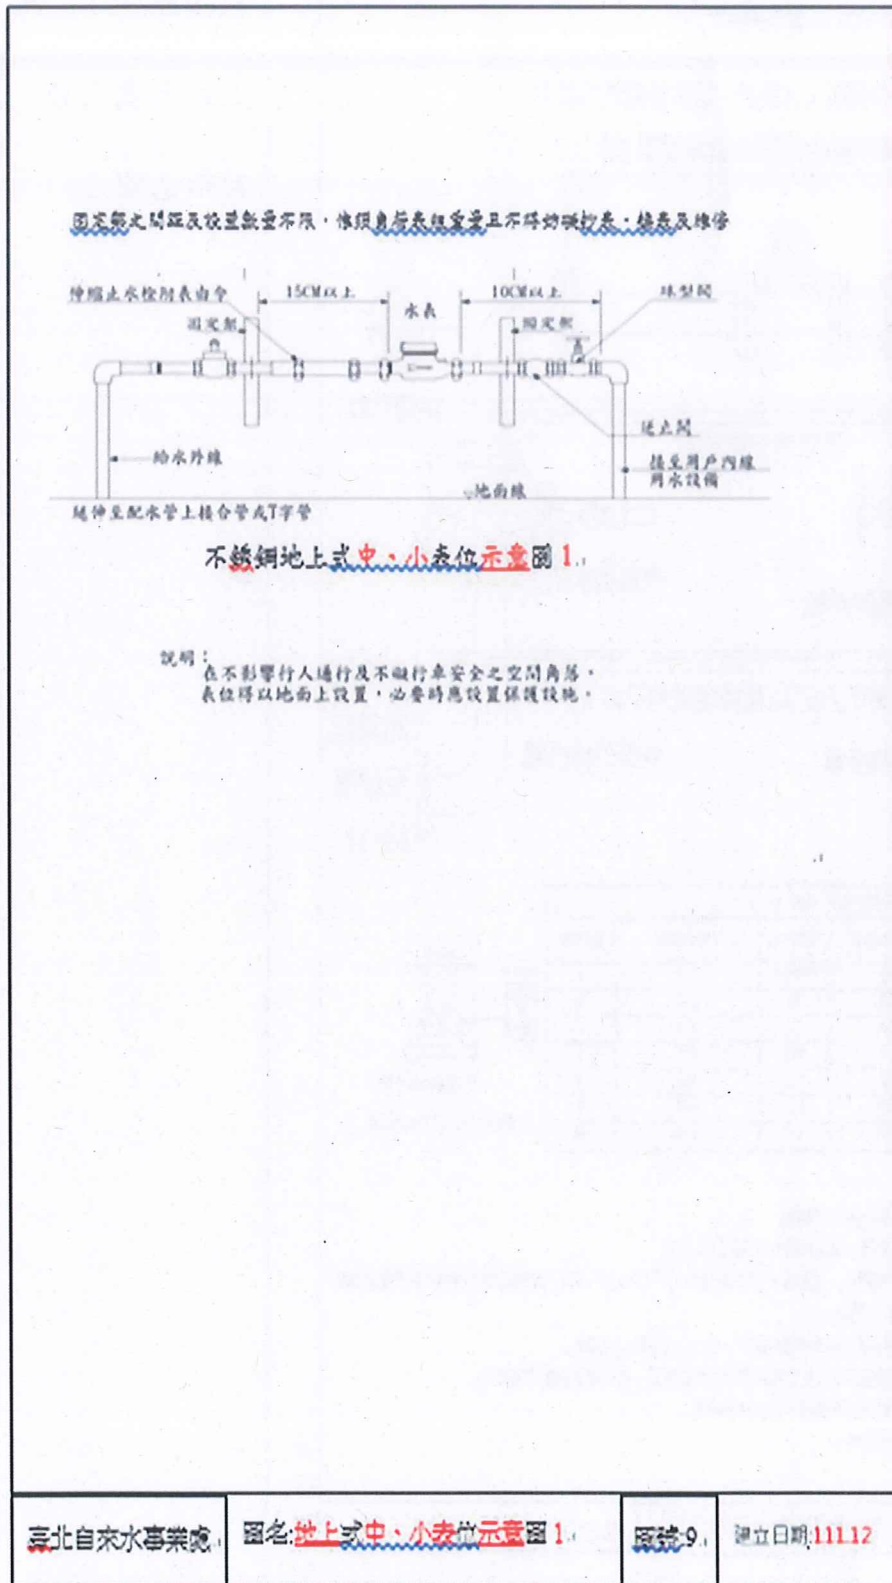 固定架之間距及設置數量不限，惟須負荷表組重量且不得妨礙抄表、換表及維修
伸縮止水栓附表由令
15CM以上
水表
10CM以上
球型閥
固定架
固定架
逆止閥
給水外線
接至用戶內線
用水設備
地面線
延伸至配水管上接合管或T字管
不銹鋼地上式中、小表位示意圖 1
說明：
在不影響行人通行及不礙行車安全之空間角落，
表位得以地面上設置，必要時應設置保護設施。
臺北自來水事業處
圖名:地上式中、小表位示意圖 1
圖號:9
建立日期:111.12